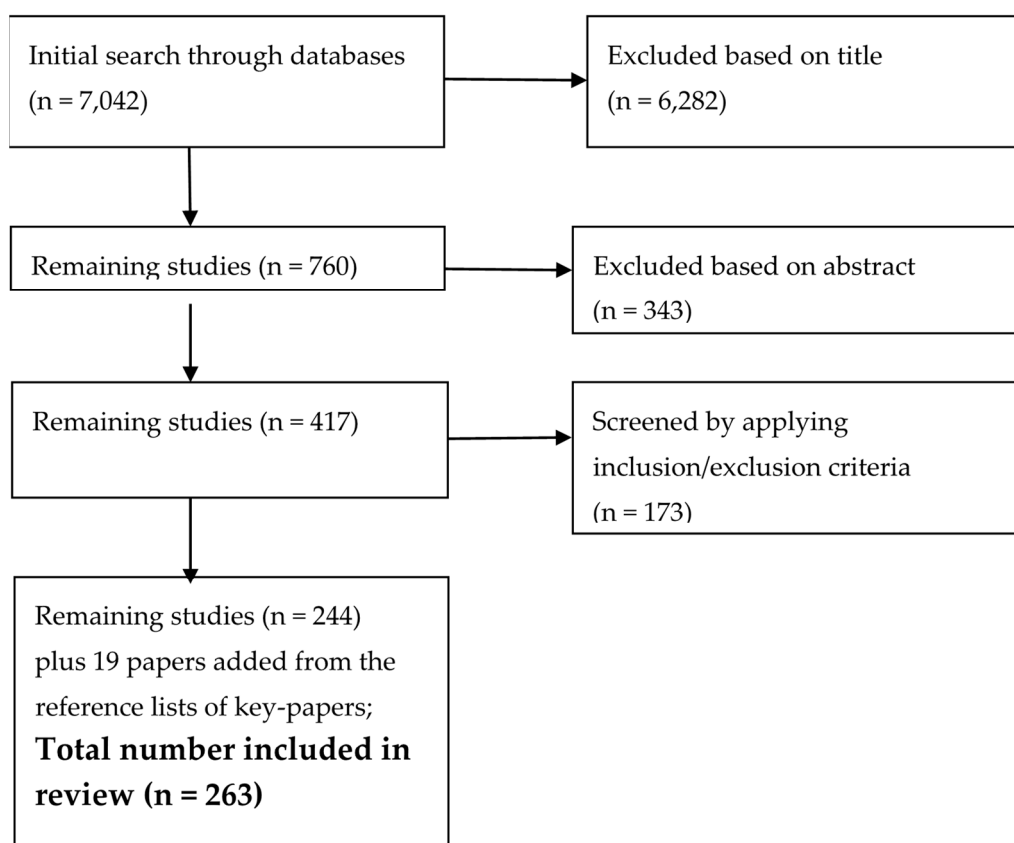 Initial search through databases
(n = 7,042)
Excluded based on title
(n = 6,282)
Remaining studies (n = 760)
Excluded based on abstract
(n = 343)
Remaining studies (n = 417)
Screened by applying
inclusion/exclusion criteria
(n = 173)
Remaining studies (n = 244)
plus 19 papers added from the
reference lists of key-papers;
Total number included in
review (n = 263)